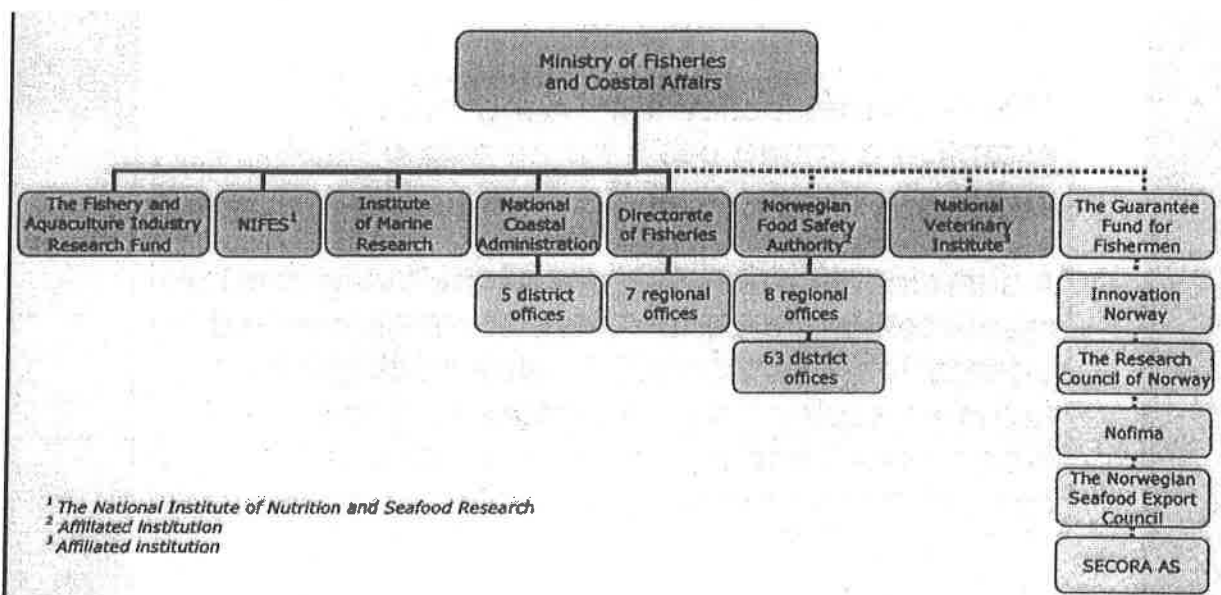 Ministry of Fisheries
and Coastal Affairs
The Fishery and
Aquaculture Industry
Research Fund
NIFES¹
Institute
of Marine
Research
National
Coastal
Administration
Directorate
of Fisheries
Norwegian
Food Safety
Authority²
National
Veterinary
Institute³
The Guarantee
Fund for
Fishermen
5 district
offices
7 regional
offices
8 regional
offices
63 district
offices
Innovation
Norway
The Research
Council of Norway
Nofima
The Norwegian
Seafood Export
Council
SECORA AS
¹ The National Institute of Nutrition and Seafood Research
² Affiliated Institution
³ Affiliated institution